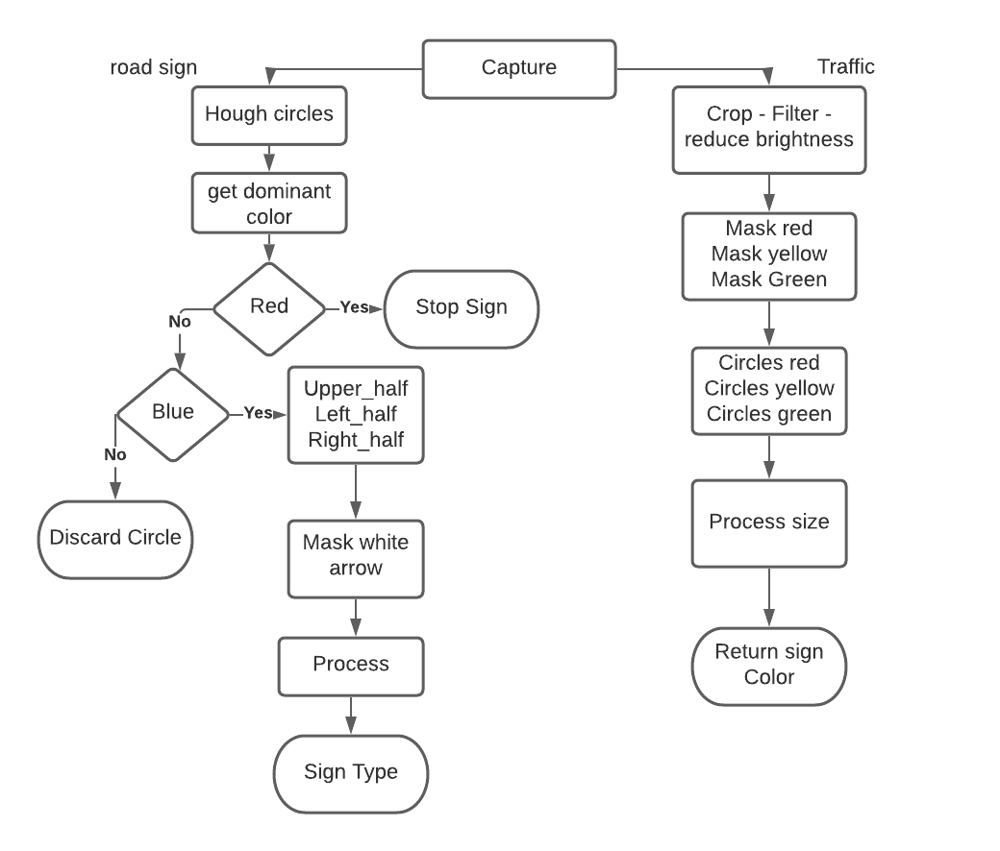 Capture
road sign
Hough circles
get dominant
color
Red
Yes
Stop Sign
No
Blue
Yes
Upper_half
Left_half
Right_half
No
Discard Circle
Mask white
arrow
Process
Sign Type
Traffic
Crop - Filter -
reduce brightness
Mask red
Mask yellow
Mask Green
Circles red
Circles yellow
Circles green
Process size
Return sign
Color